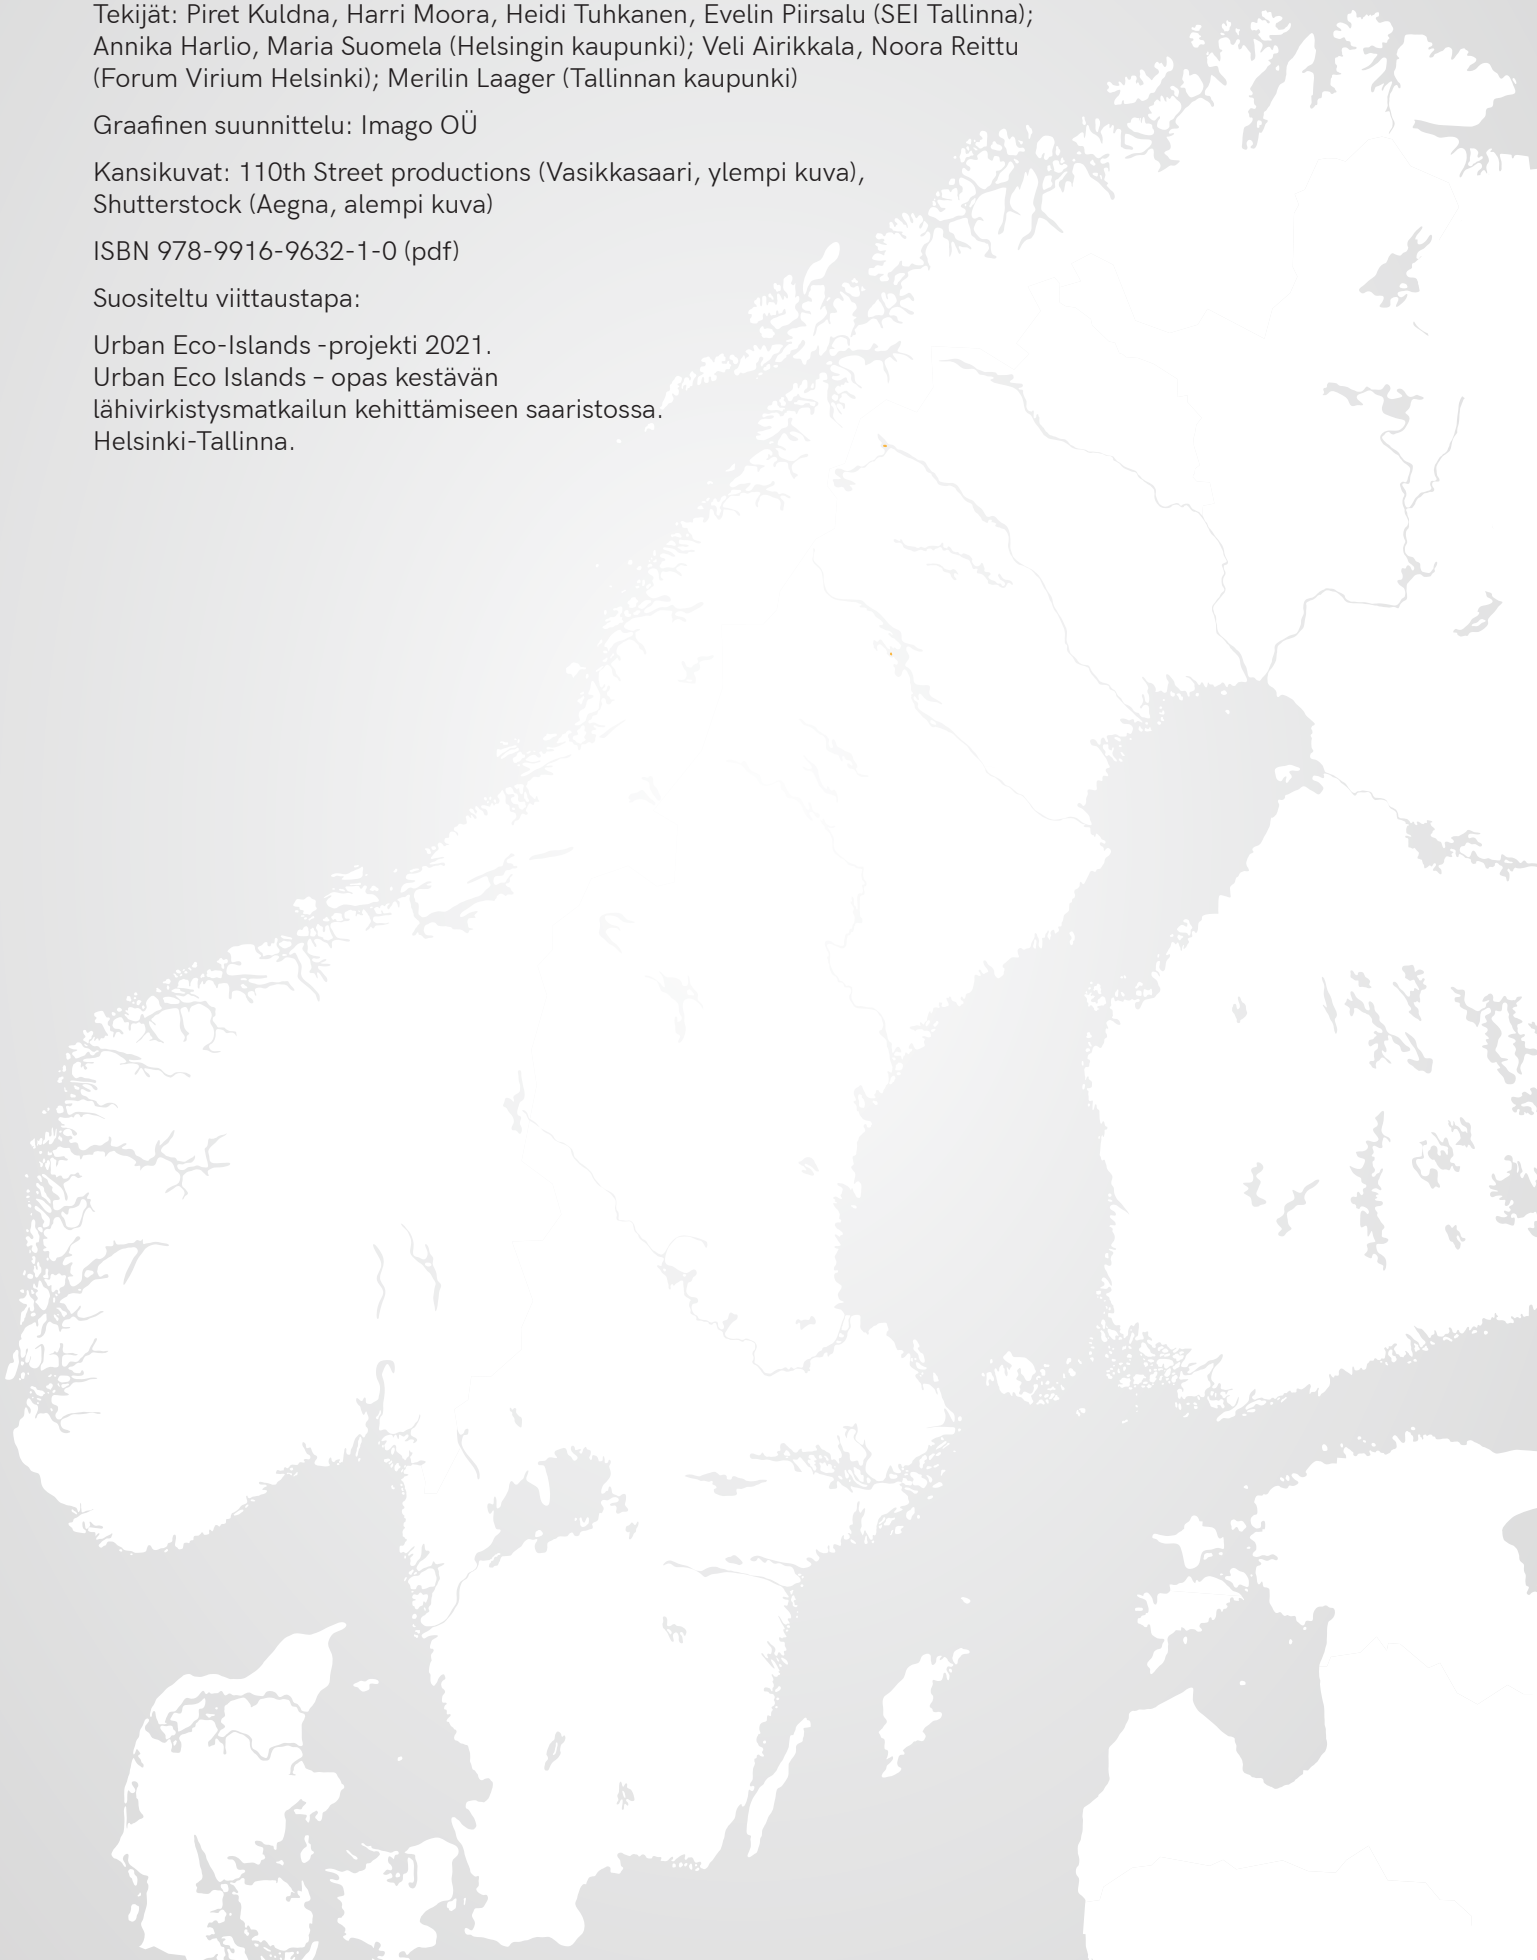 Tekijät: Piret Kuldna, Harri Moora, Heidi Tuhkanen, Evelin Piirsalu (SEI Tallinna);
Annika Harlio, Maria Suomela (Helsingin kaupunki); Veli Airikkala, Noora Reittu
(Forum Virium Helsinki); Merilin Laager (Tallinnan kaupunki)
Graafinen suunnittelu: Imago OÜ
Kansikuvat: 110th Street productions (Vasikkasaari, ylempi kuva),
Shutterstock (Aegna, alempi kuva)
ISBN 978-9916-9632-1-0 (pdf)
Suositeltu viittaustapa:
Urban Eco-Islands -projekti 2021.
Urban Eco Islands – opas kestävän
lähivirkistysmatkailun kehittämiseen saaristossa.
Helsinki-Tallinna.